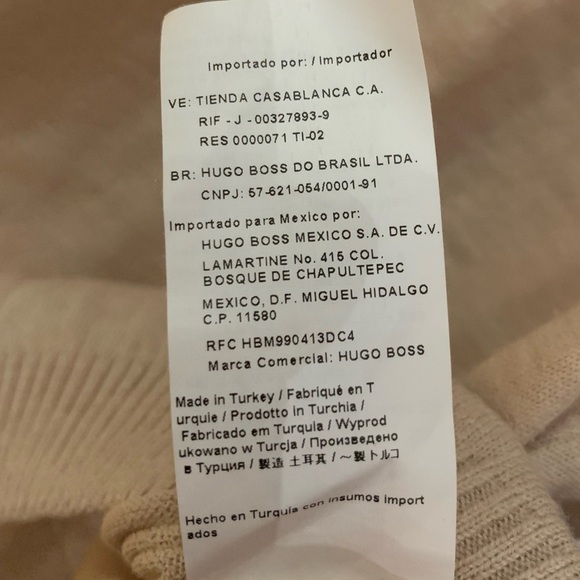 Importado por: / Importador
VE: TIENDA CASABLANCA C.A.
RIF - J - 00327893-9
RES 0000071 TI-02
BR: HUGO BOSS DO BRASIL LTDA.
CNPJ: 57-621-054/0001-91
Importado para Mexico por:
HUGO BOSS MEXICO S.A. DE C.V.
LAMARTINE No. 415 COL.
BOSQUE DE CHAPULTEPEC
MEXICO, D.F. MIGUEL HIDALGO
C.P. 11580
RFC HBM990413DC4
Marca Comercial: HUGO BOSS
Made in Turkey / Fabriqué en T
urquie / Prodotto in Turchia /
Fabricado em Turquia / Wyprod
ukowano w Turcja / Произведено
в Турция / 製造 土耳其 / ~製トルコ
Hecho en Turquia con insumos import
ados